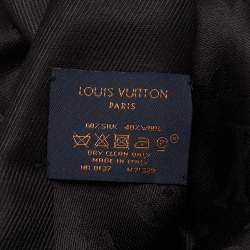 LOUIS VUITTON
PARIS
60% SILK 40% WOOL
DRY CLEAN ONLY
MADE IN ITALY